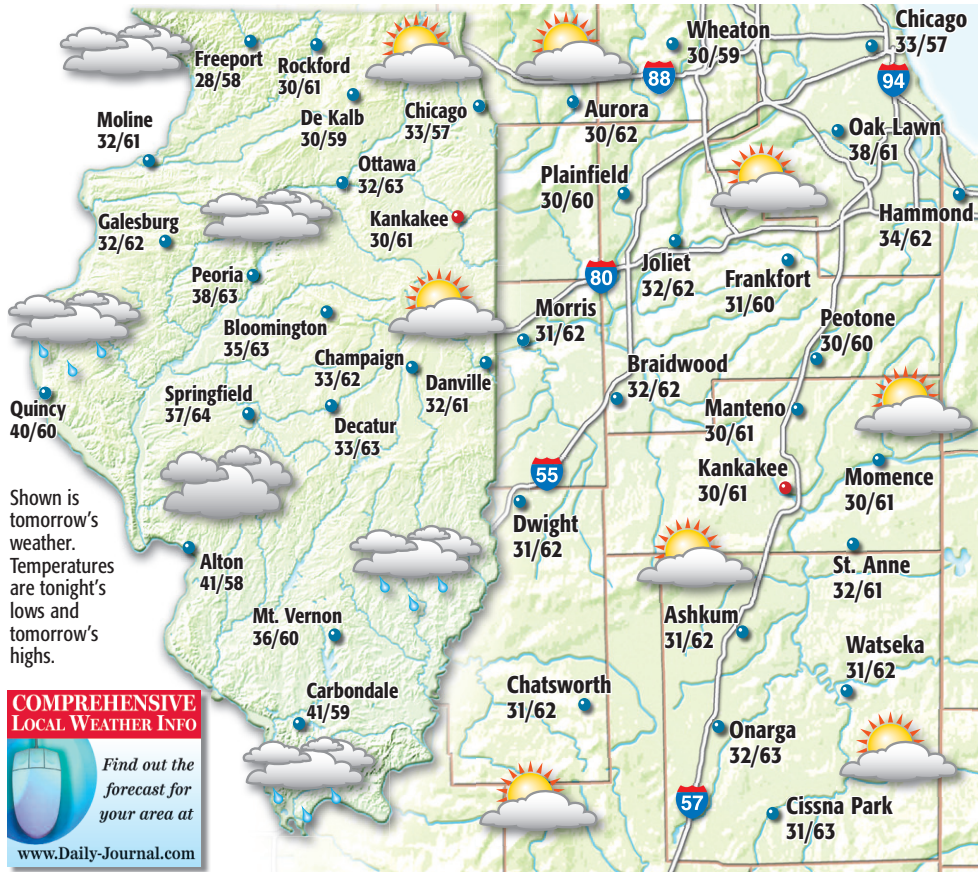 Freeport
28/58
Rockford
30/61
De Kalb
30/59
Chicago
33/57
Moline
32/61
Ottawa
32/63
Galesburg
32/62
Kankakee
30/61
Peoria
38/63
Bloomington
35/63
Champaign
33/62
Danville
32/61
Quincy
40/60
Springfield
37/64
Decatur
33/63
Alton
41/58
Mt. Vernon
36/60
Carbondale
41/59
Shown is
tomorrow's
weather.
Temperatures
are tonight's
lows and
tomorrow's
highs.
COMPREHENSIVE
LOCAL WEATHER INFO
Find out the
forecast for
your area at
www.Daily-Journal.com
Wheaton
30/59
Chicago
33/57
88
94
Aurora
30/62
Oak Lawn
38/61
Plainfield
30/60
Hammond
34/62
Joliet
32/62
Frankfort
31/60
80
Morris
31/62
Peotone
30/60
Braidwood
32/62
Manteno
30/61
Kankakee
30/61
Momence
30/61
55
Dwight
31/62
St. Anne
32/61
Ashkum
31/62
Watseka
31/62
Chatsworth
31/62
Onarga
32/63
57
Cissna Park
31/63